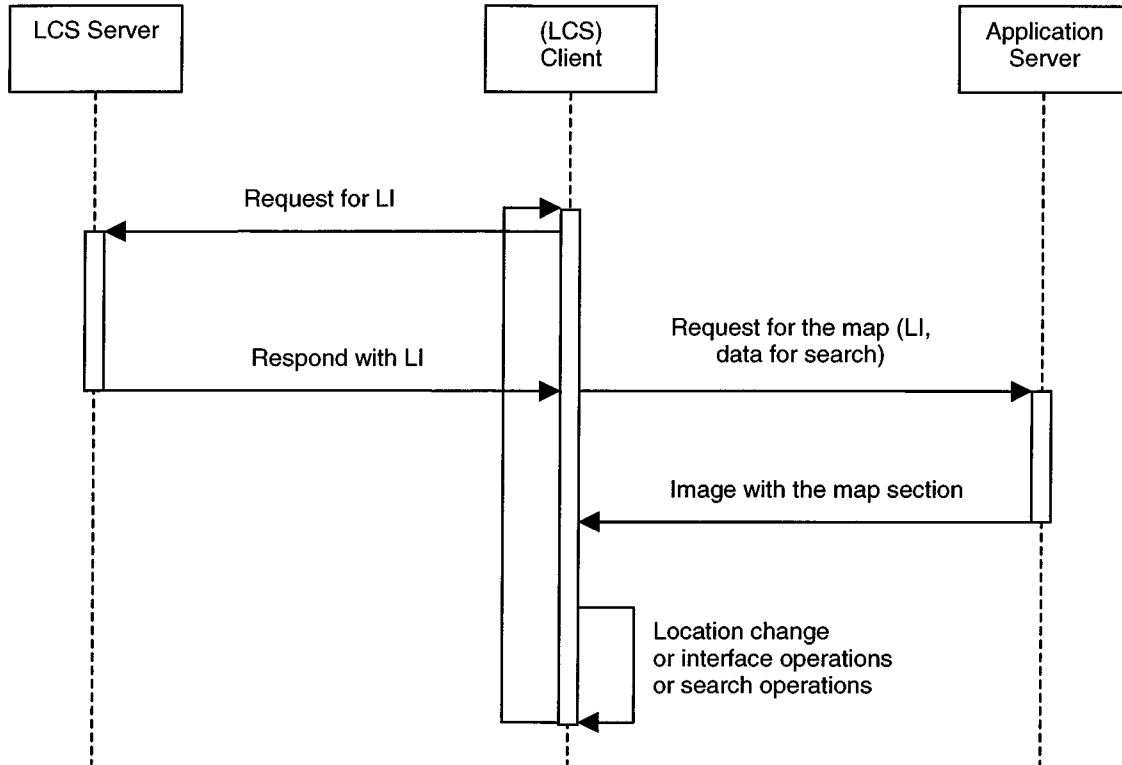 LCS Server
(LCS)
Client
Application
Server
Request for LI
Request for the map (LI,
data for search)
Respond with LI
Image with the map section
Location change
or interface operations
or search operations